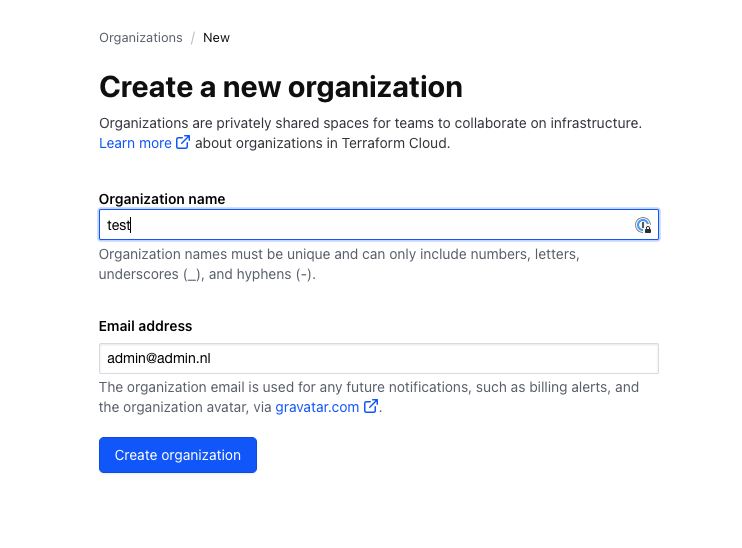 Organizations / New
Create a new organization
Organizations are privately shared spaces for teams to collaborate on infrastructure.
Learn more about organizations in Terraform Cloud.
Organization name
test
Organization names must be unique and can only include numbers, letters,
underscores (_), and hyphens (-).
Email address
admin@admin.nl
The organization email is used for any future notifications, such as billing alerts, and
the organization avatar, via gravatar.com.
Create organization